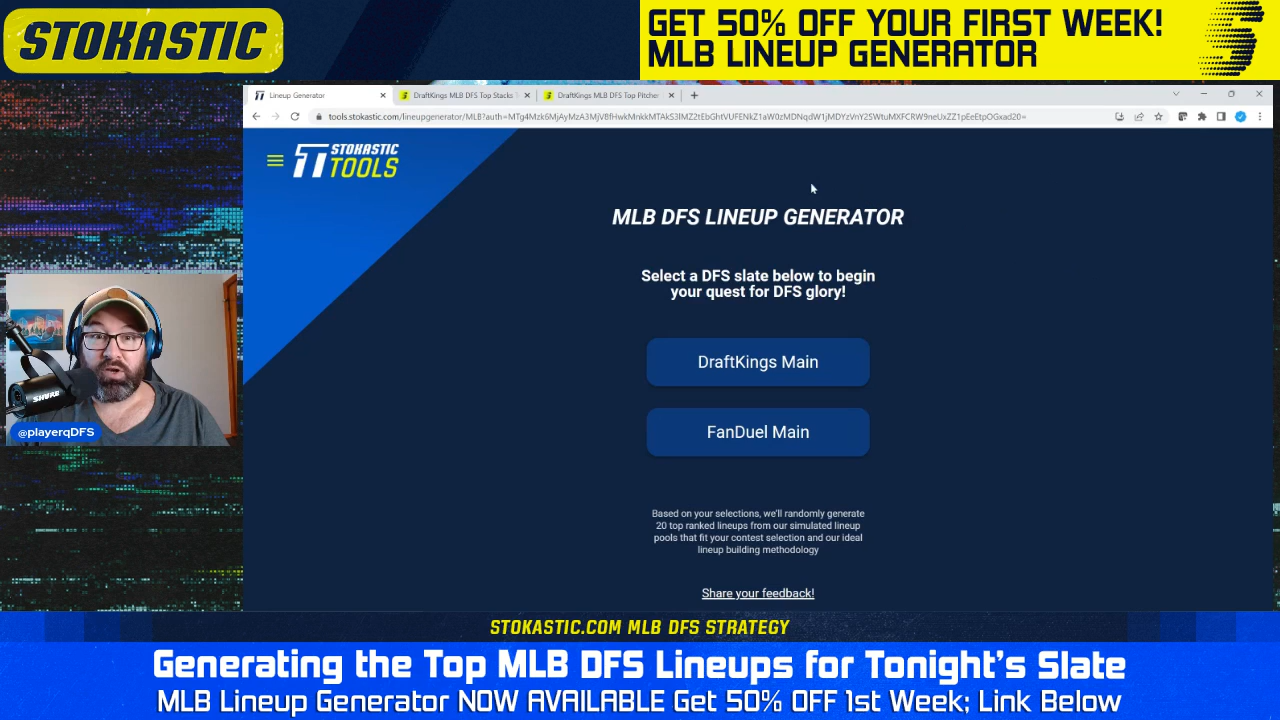 STOKASTIC
GET 50% OFF YOUR FIRST WEEK!
MLB LINEUP GENERATOR
Lineup Generator
DraftKings MLB DFS Top Stacks
DraftKings MLB DFS Top Pitcher
STOKASTIC
TOOLS
MLB DFS LINEUP GENERATOR
Select a DFS slate below to begin
your quest for DFS glory!
DraftKings Main
FanDuel Main
Based on your selections, we'll randomly generate
20 top ranked lineups from our simulated lineup
pools that fit your contest selection and our ideal
lineup building methodology
Share your feedback!
SHURE
@playerqDFS
STOKASTIC.COM MLB DFS STRATEGY
Generating the Top MLB DFS Lineups for Tonight's Slate
MLB Lineup Generator NOW AVAILABLE Get 50% OFF 1st Week; Link Below